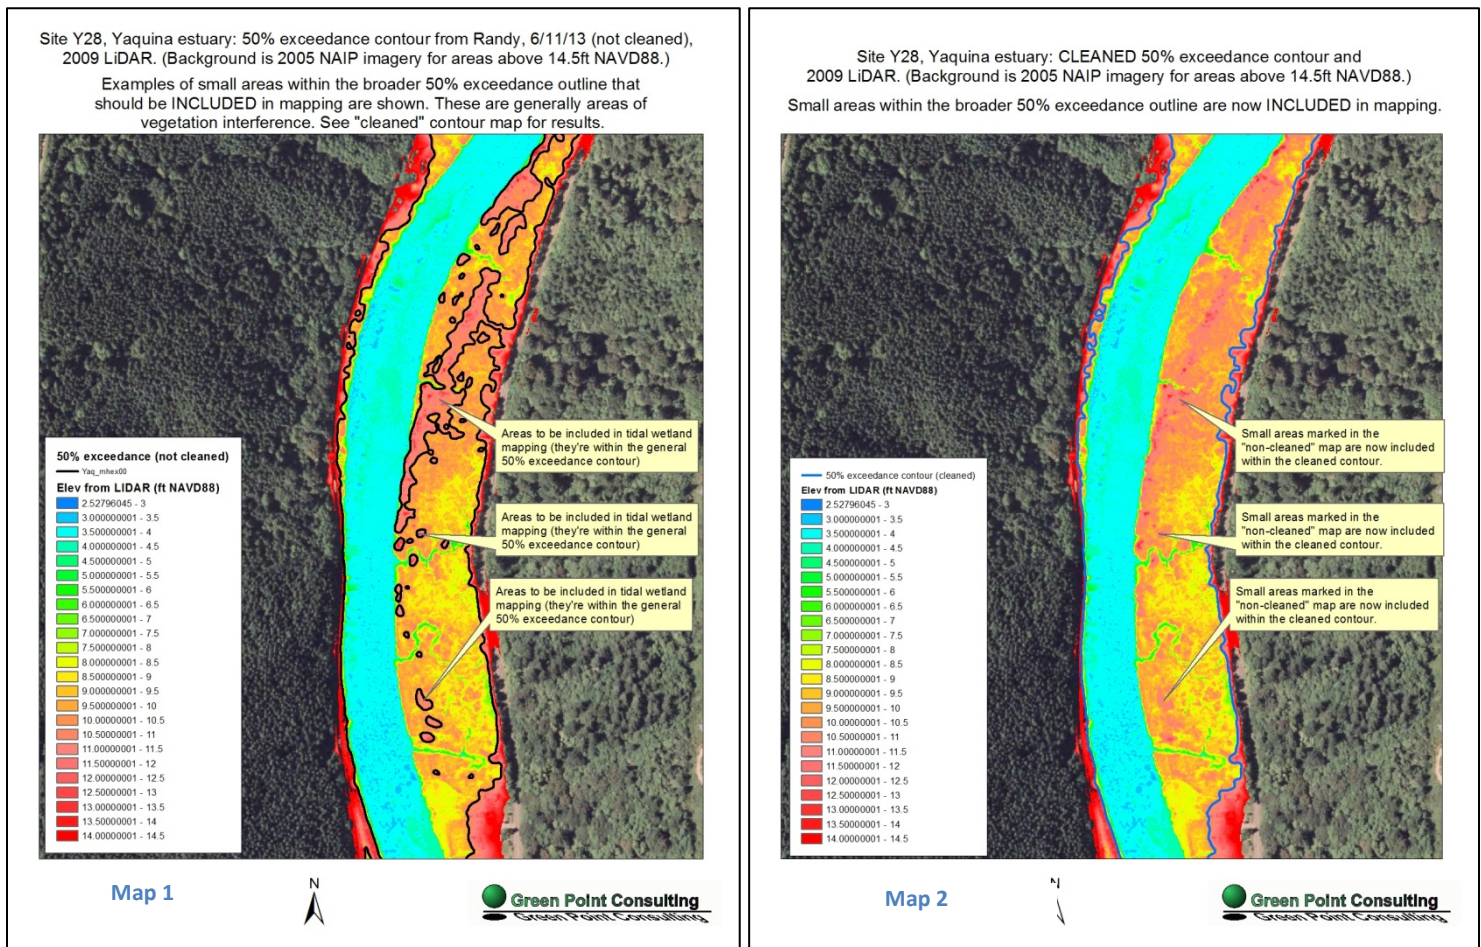 Site Y28, Yaquina estuary: 50% exceedance contour from Randy, 6/11/13 (not cleaned),
2009 LiDAR. (Background is 2005 NAIP imagery for areas above 14.5ft NAVD88.)
Examples of small areas within the broader 50% exceedance outline that
should be INCLUDED in mapping are shown. These are generally areas of
vegetation interference. See "cleaned" contour map for results.
Areas to be included in tidal wetland
mapping (they're within the general
50% exceedance contour)
Areas to be included in tidal wetland
mapping (they're within the general
50% exceedance contour)
Areas to be included in tidal wetland
mapping (they're within the general
50% exceedance contour)
50% exceedance (not cleaned)
Yaq_mhex00
Elev from LIDAR (ft NAVD88)
2.52796045 - 3
3.000000001 - 3.5
3.500000001 - 4
4.000000001 - 4.5
4.500000001 - 5
5.000000001 - 5.5
5.500000001 - 6
6.000000001 - 6.5
6.500000001 - 7
7.000000001 - 7.5
7.500000001 - 8
8.000000001 - 8.5
8.500000001 - 9
9.000000001 - 9.5
9.500000001 - 10
10.00000001 - 10.5
10.50000001 - 11
11.00000001 - 11.5
11.50000001 - 12
12.00000001 - 12.5
12.50000001 - 13
13.00000001 - 13.5
13.50000001 - 14
14.00000001 - 14.5
Map 1
N
Green Point Consulting
Site Y28, Yaquina estuary: CLEANED 50% exceedance contour and
2009 LiDAR. (Background is 2005 NAIP imagery for areas above 14.5ft NAVD88.)
Small areas within the broader 50% exceedance outline are now INCLUDED in mapping.
Small areas marked in the
"non-cleaned" map are now included
within the cleaned contour.
Small areas marked in the
"non-cleaned" map are now included
within the cleaned contour.
Small areas marked in the
"non-cleaned" map are now included
within the cleaned contour.
50% exceedance contour (cleaned)
Elev from LIDAR (ft NAVD88)
2.52796045 - 3
3.000000001 - 3.5
3.500000001 - 4
4.000000001 - 4.5
4.500000001 - 5
5.000000001 - 5.5
5.500000001 - 6
6.000000001 - 6.5
6.500000001 - 7
7.000000001 - 7.5
7.500000001 - 8
8.000000001 - 8.5
8.500000001 - 9
9.000000001 - 9.5
9.500000001 - 10
10.00000001 - 10.5
10.50000001 - 11
11.00000001 - 11.5
11.50000001 - 12
12.00000001 - 12.5
12.50000001 - 13
13.00000001 - 13.5
13.50000001 - 14
14.00000001 - 14.5
Map 2
Green Point Consulting